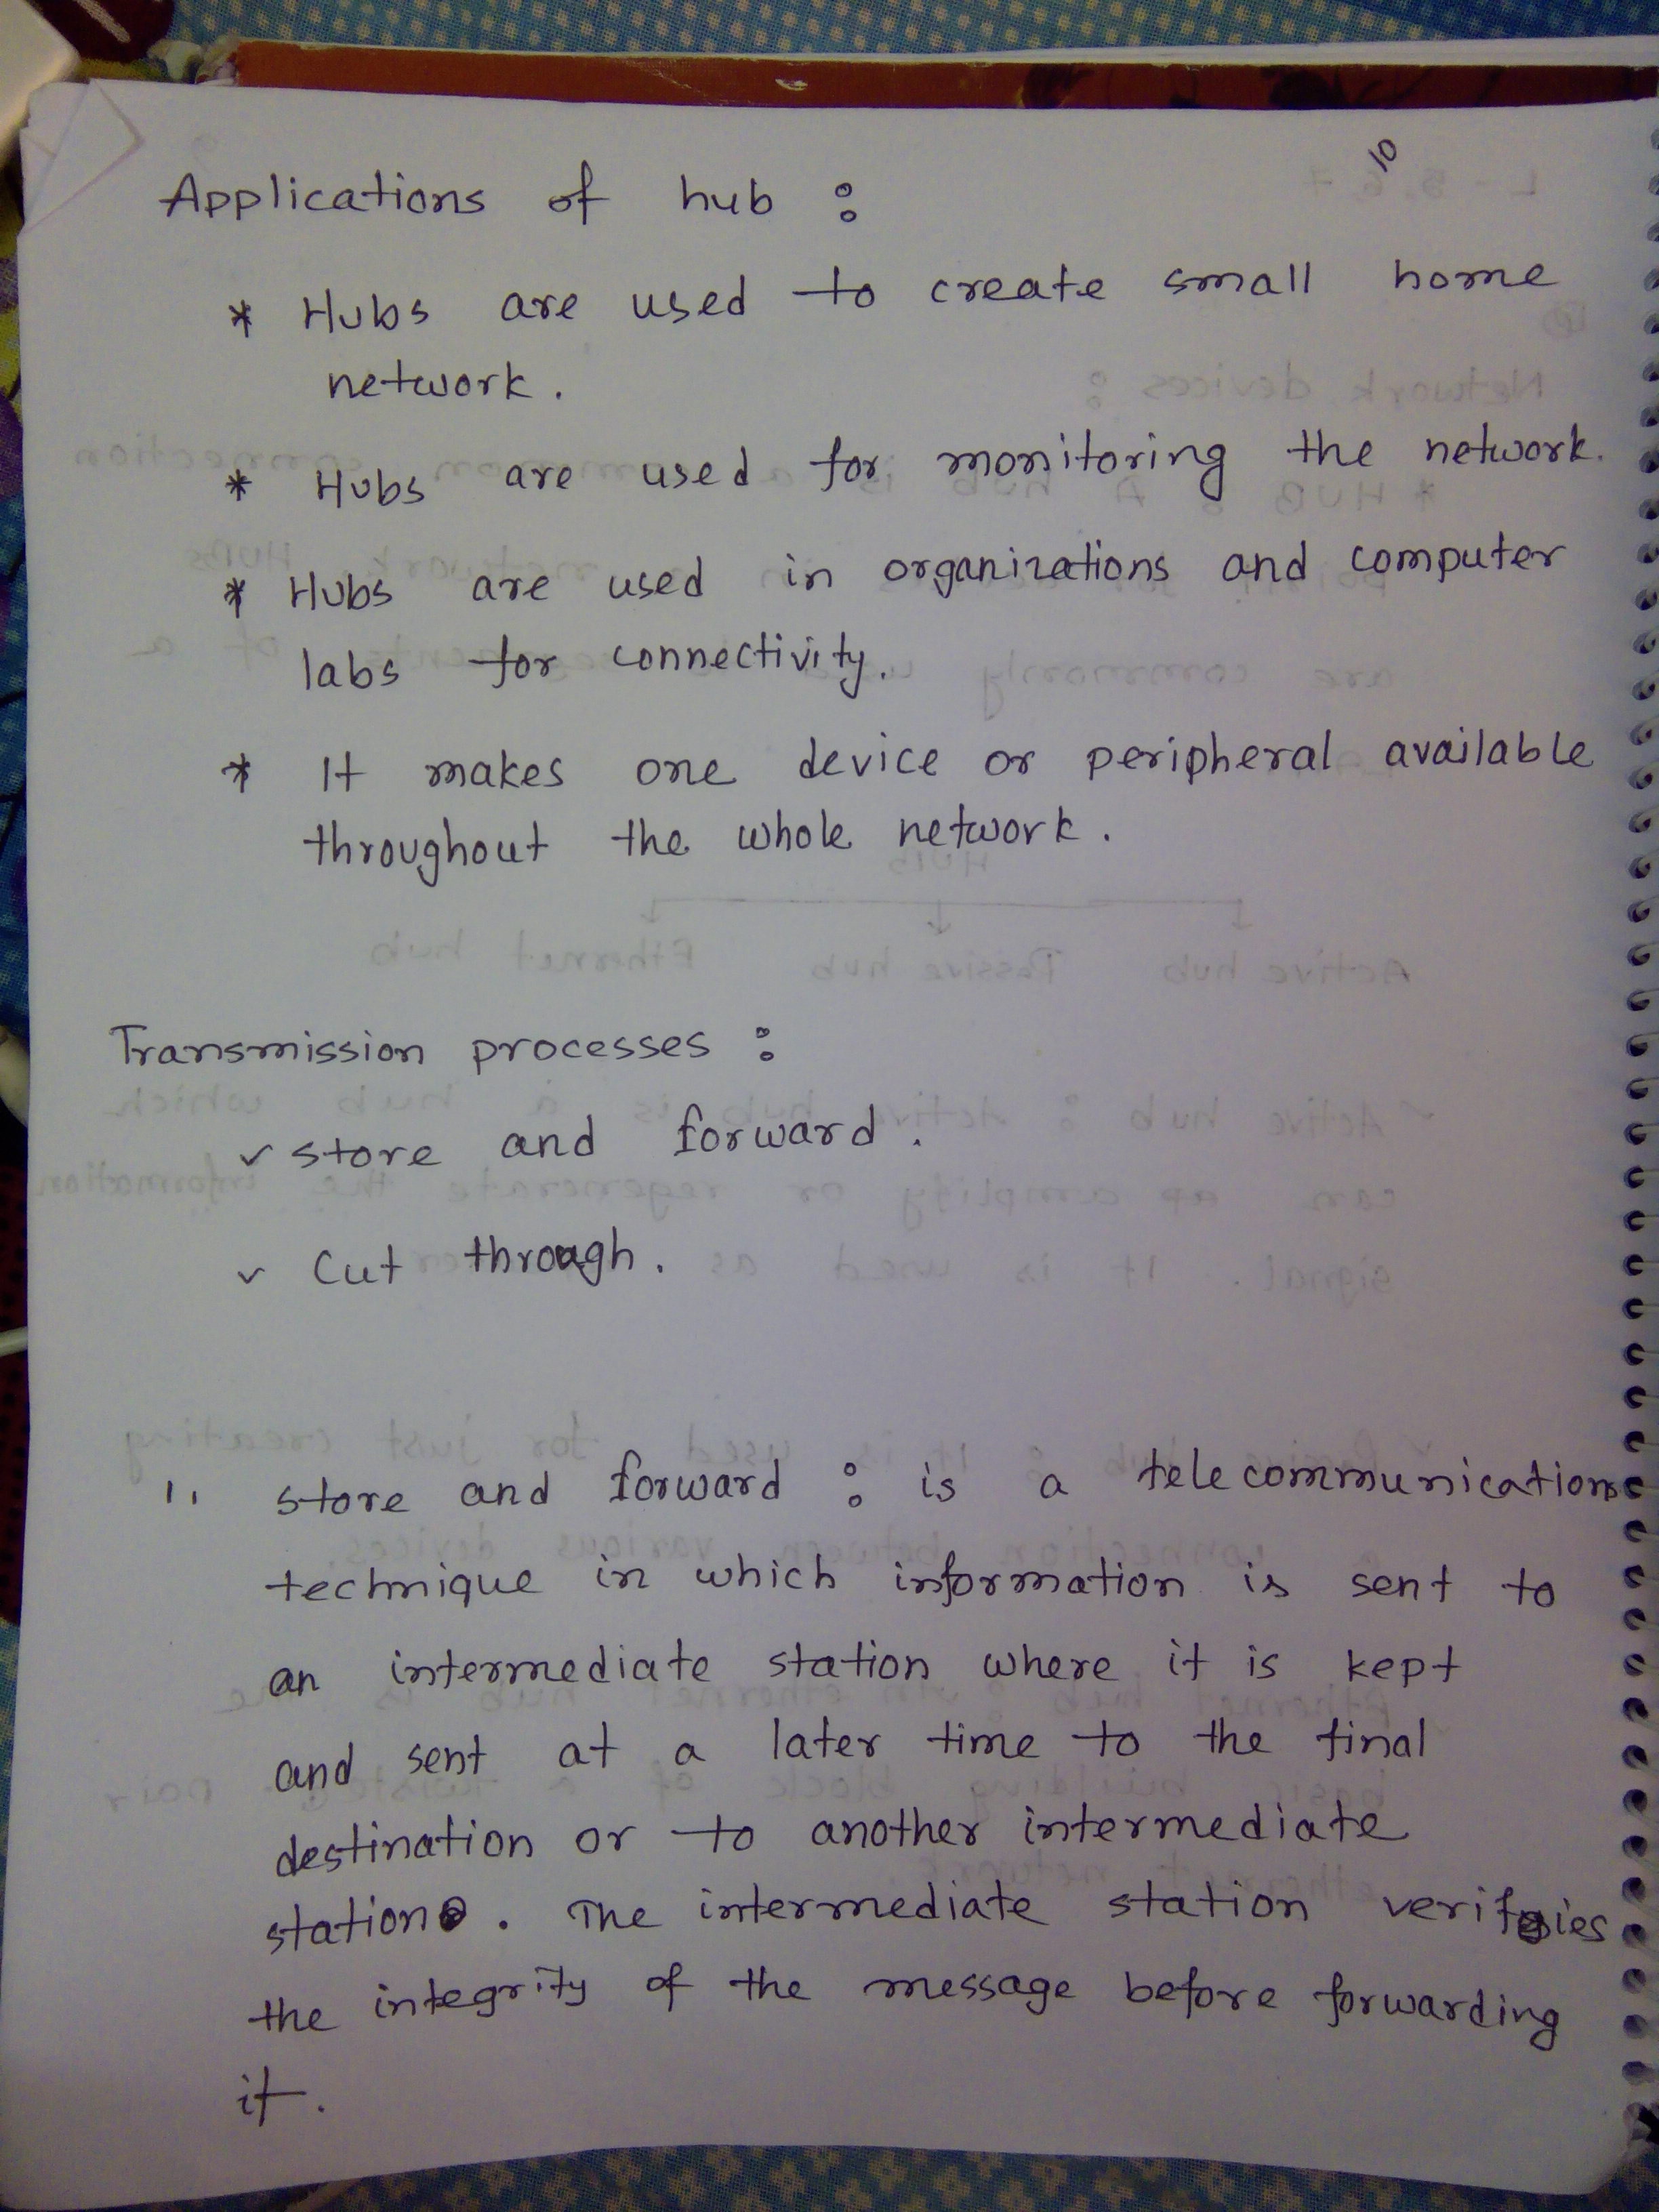 10
Applications of hub :
* Hubs are used to create small home
network.
* Hubs are used for monitoring the network.
* Hubs are used in organizations and computer
labs for connectivity.
* It makes one device or peripheral available
throughout the whole network.
Transmission processes :
✓ store and forward.
✓ Cut through.
1. store and forward : is a telecommunications
technique in which information is sent to
an intermediate station where it is kept
and sent at a later time to the final
destination or to another intermediate
station. The intermediate station verifies
the integrity of the message before forwarding
it.